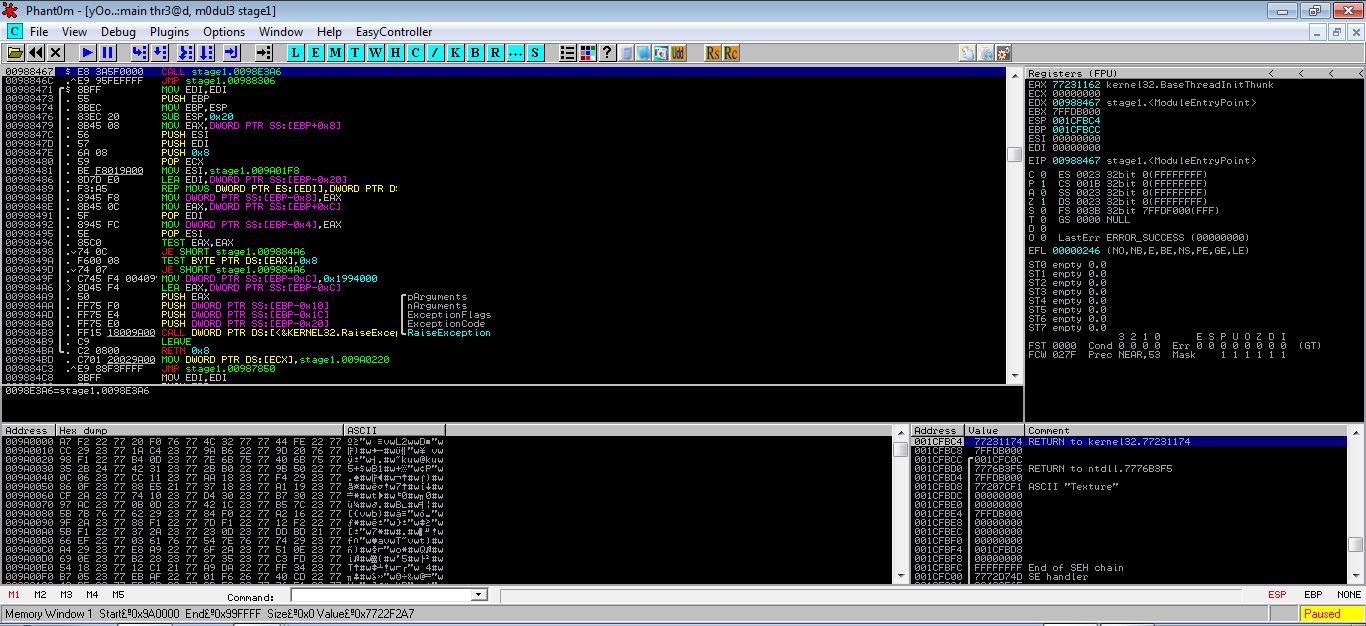 Phant0m - [yOo..:main thr3@d, m0dul3 stage1]
C File View Debug Plugins Options Window Help EasyController
L E M T W H C / K B R ... S ? Rs Rc
00988467 $ E8 3A5F0000 CALL stage1.0098E3A6
0098846C .^E9 95FEFFFF JMP stage1.00988306
00988471 $ 8BFF MOV EDI,EDI
00988473 . 55 PUSH EBP
00988474 . 8BEC MOV EBP,ESP
00988476 . 83EC 20 SUB ESP,0x20
00988479 . 8B45 08 MOV EAX,DWORD PTR SS:[EBP+0x8]
0098847C . 56 PUSH ESI
0098847D . 57 PUSH EDI
0098847E . 6A 08 PUSH 0x8
00988480 . 59 POP ECX
00988481 . BE F8019A00 MOV ESI,stage1.009A01F8
00988486 . 8D7D E0 LEA EDI,DWORD PTR SS:[EBP-0x20]
00988489 . F3:A5 REP MOVS DWORD PTR ES:[EDI],DWORD PTR D:
0098848B . 8945 F8 MOV DWORD PTR SS:[EBP-0x8],EAX
0098848E . 8B45 0C MOV EAX,DWORD PTR SS:[EBP+0xC]
00988491 . 5F POP EDI
00988492 . 8945 FC MOV DWORD PTR SS:[EBP-0x4],EAX
00988495 . 5E POP ESI
00988496 . 85C0 TEST EAX,EAX
00988498 .v74 0C JE SHORT stage1.009884A6
0098849A . F600 08 TEST BYTE PTR DS:[EAX],0x8
0098849D .v74 07 JE SHORT stage1.009884A6
0098849F . C745 F4 00409 MOV DWORD PTR SS:[EBP-0xC],0x1994000
009884A6 > 8D45 F4 LEA EAX,DWORD PTR SS:[EBP-0xC]
009884A9 . 50 PUSH EAX pArguments
009884AA . FF75 F0 PUSH DWORD PTR SS:[EBP-0x10] nArguments
009884AD . FF75 E4 PUSH DWORD PTR SS:[EBP-0x1C] ExceptionFlags
009884B0 . FF75 E0 PUSH DWORD PTR SS:[EBP-0x20] ExceptionCode
009884B3 . FF15 18009A00 CALL DWORD PTR DS:[<&KERNEL32.RaiseExcep RaiseException
009884B9 . C9 LEAVE
009884BA . C2 0800 RETN 0x8
009884BD . C701 20029A00 MOV DWORD PTR DS:[ECX],stage1.009A0220
009884C3 .^E9 88F3FFFF JMP stage1.00987850
009884C8 8BFF MOV EDI,EDI
0098E3A6=stage1.0098E3A6
Registers (FPU) < < < <
EAX 77231162 kernel32.BaseThreadInitThunk
ECX 00000000
EDX 00988467 stage1.<ModuleEntryPoint>
EBX 7FFDB000
ESP 001CFBC4
EBP 001CFBCC
ESI 00000000
EDI 00000000
EIP 00988467 stage1.<ModuleEntryPoint>
C 0 ES 0023 32bit 0(FFFFFFFF)
P 1 CS 001B 32bit 0(FFFFFFFF)
A 0 SS 0023 32bit 0(FFFFFFFF)
Z 1 DS 0023 32bit 0(FFFFFFFF)
S 0 FS 003B 32bit 7FFDF000(FFF)
T 0 GS 0000 NULL
D 0
O 0 LastErr ERROR_SUCCESS (00000000)
EFL 00000246 (NO,NB,E,BE,NS,PE,GE,LE)
ST0 empty 0.0
ST1 empty 0.0
ST2 empty 0.0
ST3 empty 0.0
ST4 empty 0.0
ST5 empty 0.0
ST6 empty 0.0
ST7 empty 0.0
3 2 1 0 E S P U O Z D I
FST 0000 Cond 0 0 0 0 Err 0 0 0 0 0 0 0 0 (GT)
FCW 027F Prec NEAR,53 Mask 1 1 1 1 1 1
Address Hex dump ASCII
009A0000 A7 F2 22 77 20 F0 76 77 4C 32 77 77 44 FE 22 77
009A0010 CC 29 23 77 1A C4 23 77 9A B6 22 77 9D 20 76 77
009A0020 98 F1 22 77 B4 0D 23 77 7E 6B 75 77 40 6B 75 77
009A0030 35 2B 24 77 42 31 23 77 2B B0 22 77 9B 50 22 77
009A0040 0C 06 23 77 CC 11 23 77 AA 18 23 77 F4 29 23 77
009A0050 86 0F 23 77 88 E5 21 77 37 18 23 77 A1 19 23 77
009A0060 CF 2A 23 77 74 10 23 77 D4 30 23 77 B7 30 23 77
009A0070 97 AC 23 77 0B 0D 23 77 42 1C 23 77 B5 7C 23 77
009A0080 5B 7B 76 77 62 29 23 77 84 F0 22 77 A2 16 22 77
009A0090 9F 2A 23 77 88 F1 22 77 7D F1 22 77 12 F2 22 77
009A00A0 5B F1 22 77 37 2A 23 77 00 0D 23 77 DD BD 21 77
009A00B0 66 EF 22 77 03 61 76 77 54 7E 76 77 74 29 23 77
009A00C0 A4 29 23 77 E8 A9 22 77 6F 2A 23 77 51 0E 23 77
009A00D0 69 0E 23 77 B2 28 23 77 27 35 23 77 C3 FD 23 77
009A00E0 54 18 23 77 12 C1 21 77 A9 DA 22 77 FF 34 23 77
009A00F0 B7 05 23 77 EB AF 22 77 01 F6 26 77 40 CD 22 77
Address Value Comment
001CFBC4 77231174 RETURN to kernel32.77231174
001CFBC8 7FFDB000
001CFBCC 001CFC0C
001CFBD0 7776B3F5 RETURN to ntdll.7776B3F5
001CFBD4 7FFDB000
001CFBD8 77207CF1 ASCII "Texture"
001CFBDC 00000000
001CFBE0 00000000
001CFBE4 7FFDB000
001CFBE8 00000000
001CFBEC 00000000
001CFBF0 00000000
001CFBF4 001CFBD8
001CFBF8 00000000
001CFBFC FFFFFFFF End of SEH chain
001CFC00 7772D74D SE handler
M1 M2 M3 M4 M5 Command: ESP EBP NONE
Memory Window 1 Start£º0x9A0000 End£º0x99FFFF Size£º0x0 Value£º0x7722F2A7 Paused